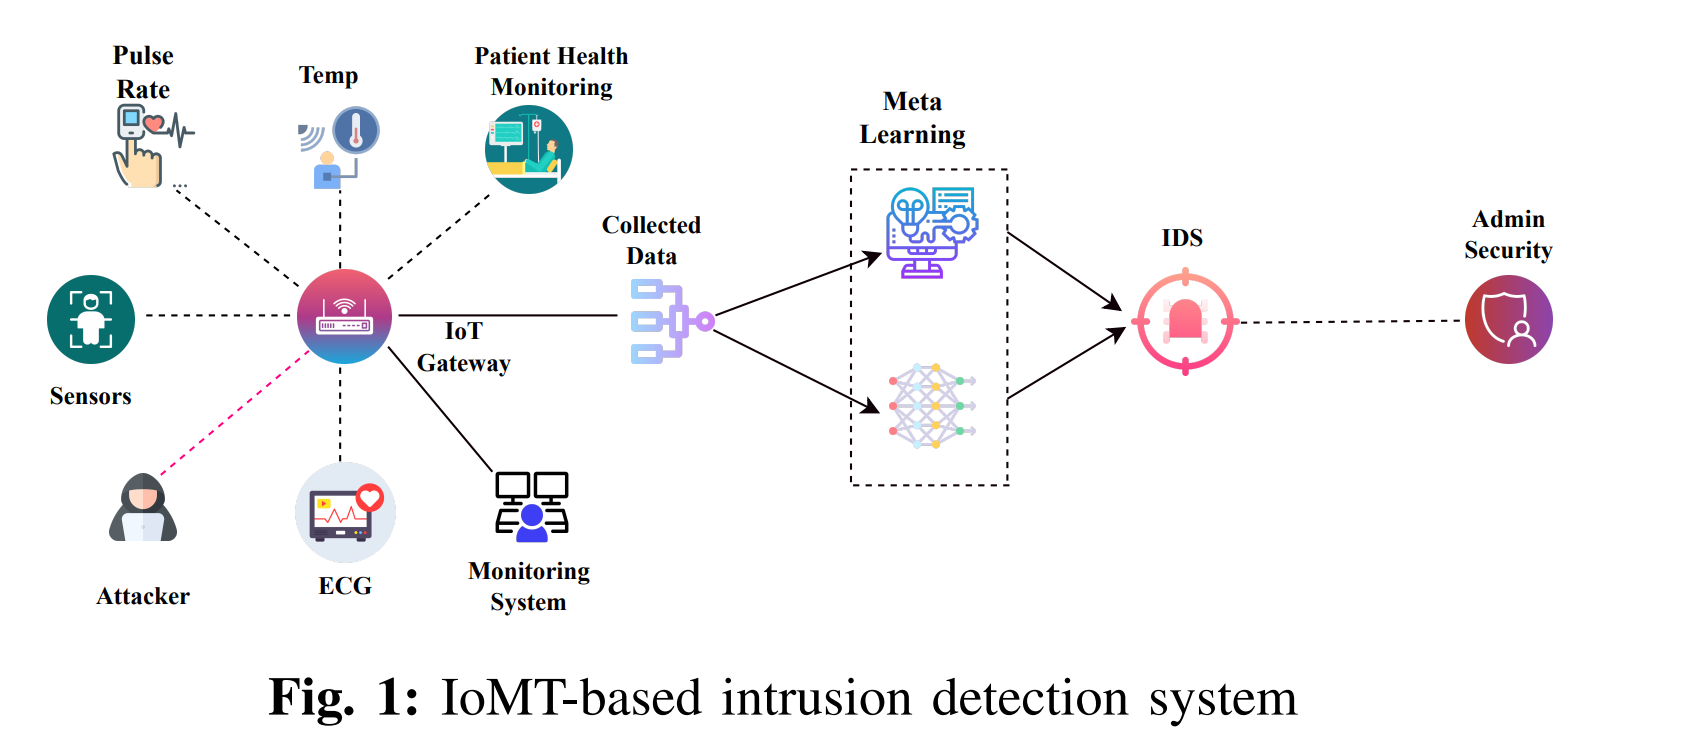 Pulse
Rate
Temp
Patient Health
Monitoring
Meta
Learning
Collected
Data
IDS
Admin
Security
IoT
Gateway
Sensors
Attacker
ECG
Monitoring
System
Fig. 1: IoMT-based intrusion detection system